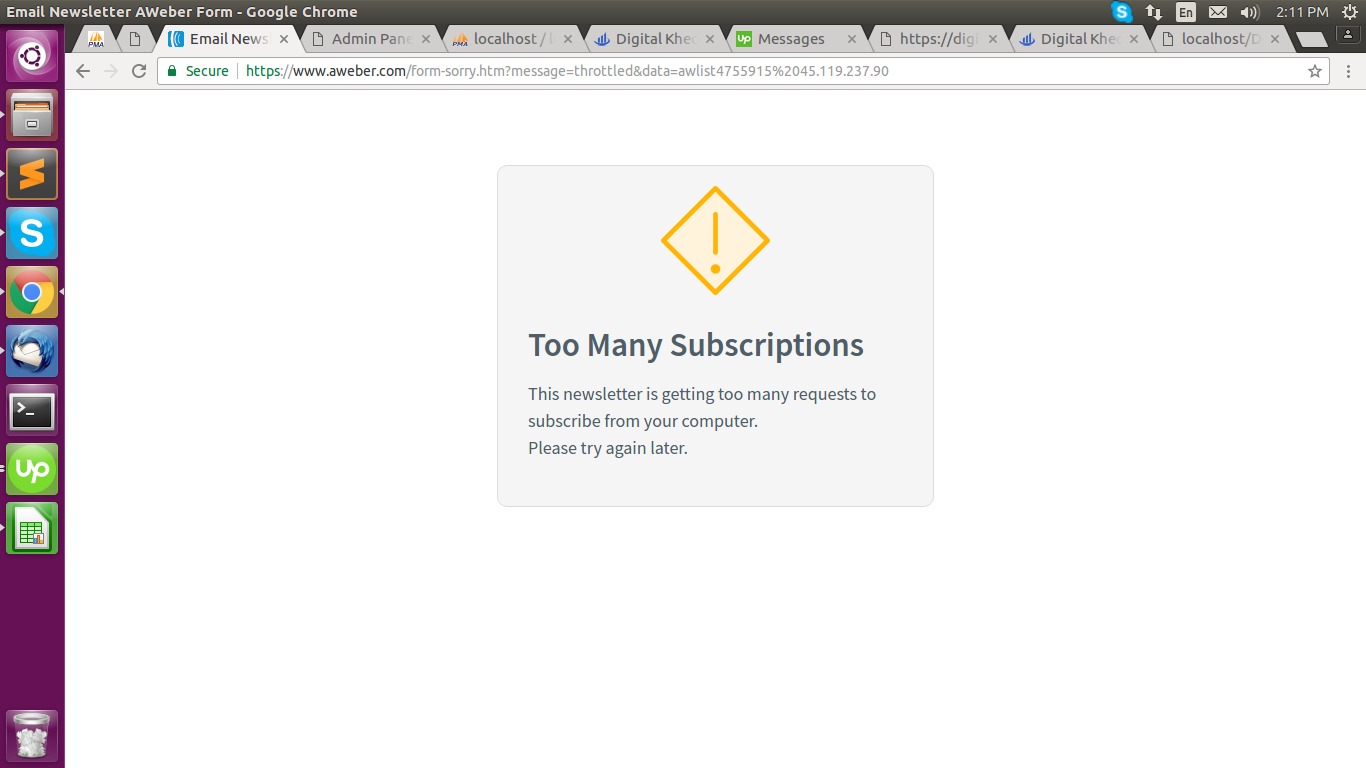 Email Newsletter AWeber Form - Google Chrome
En
2:11 PM
PMA
Email News
Admin Pane
PMA
localhost / l
Digital Khe
up
Messages
https://digi
Digital Khe
localhost/D
Secure
https://www.aweber.com/form-sorry.htm?message=throttled&data=awlist4755915%2045.119.237.90
S
>_
up
Too Many Subscriptions
This newsletter is getting too many requests to
subscribe from your computer.
Please try again later.